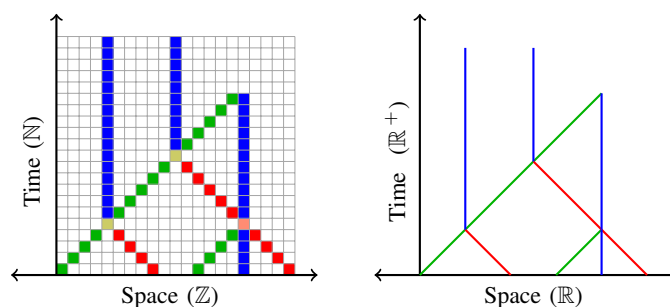 Time (ℕ)
Space (ℤ)
Time (ℝ⁺)
Space (ℝ)